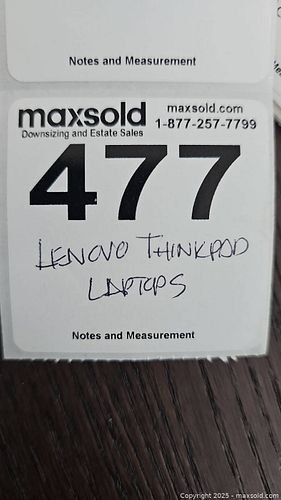 Notes and Measurement
maxsold
maxsold.com
Downsizing and Estate Sales
1-877-257-7799
477
LENOVO THINKPAD
LAPTOPS
Notes and Measurement
Copyright © 2025 - maxsold.com